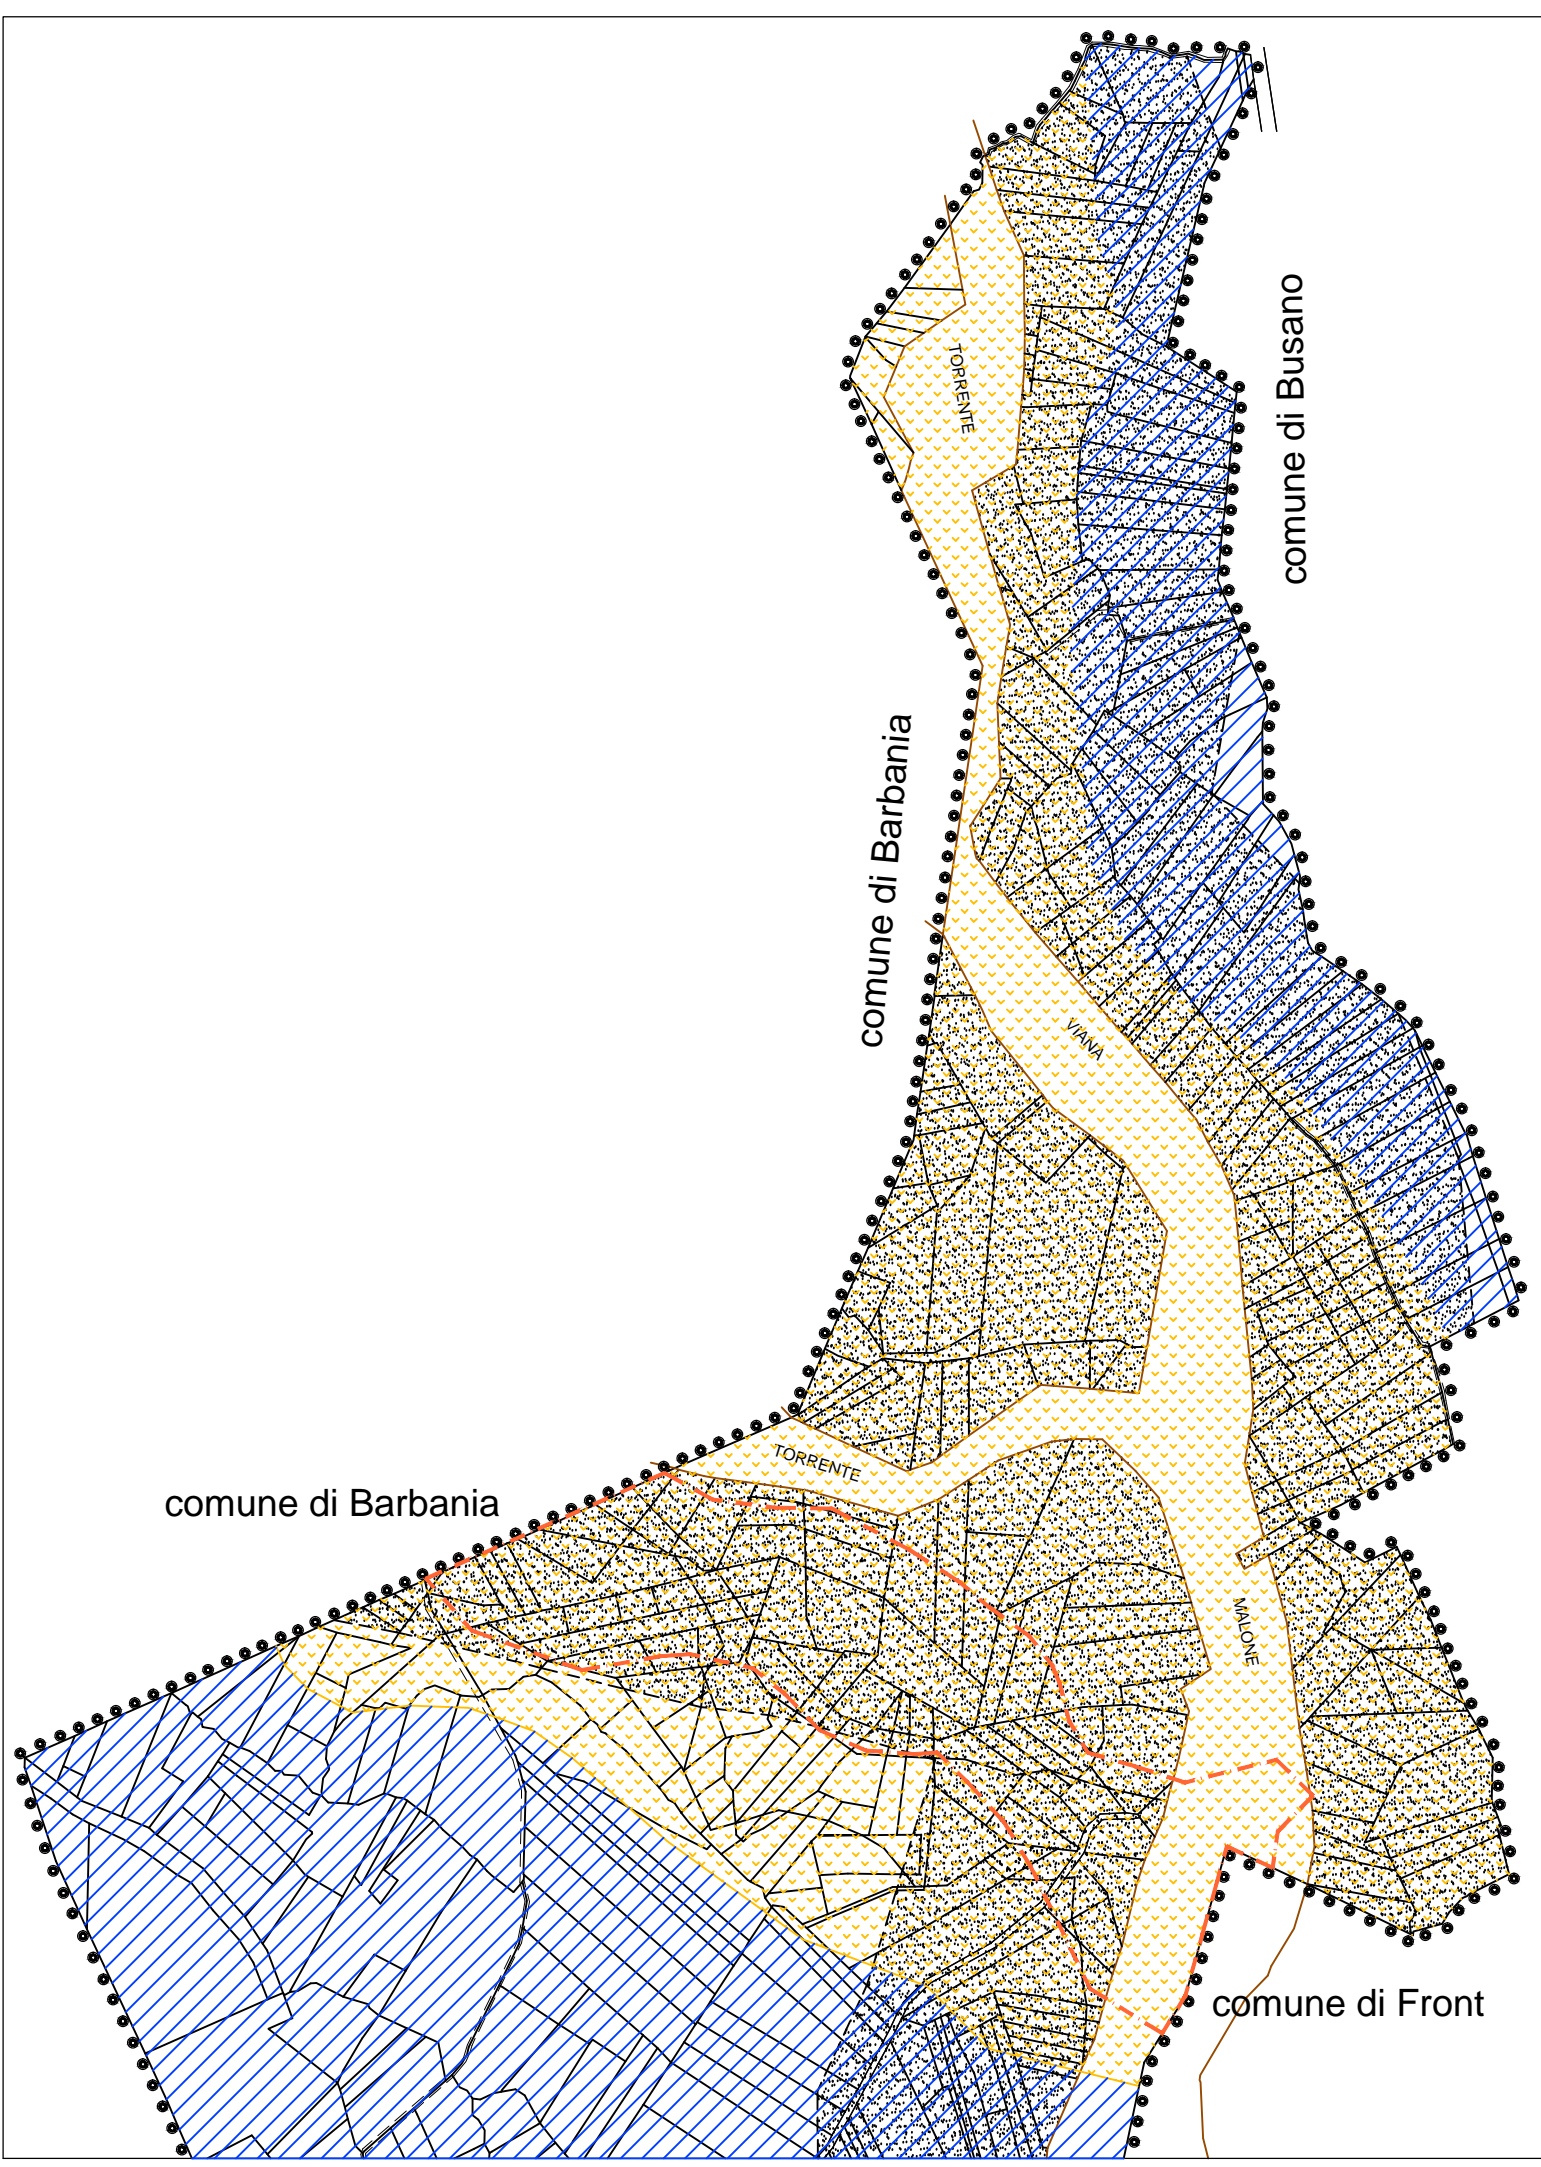 comune di Busano
TORRENTE
comune di Barbania
VIANA
TORRENTE
comune di Barbania
MALONE
comune di Front